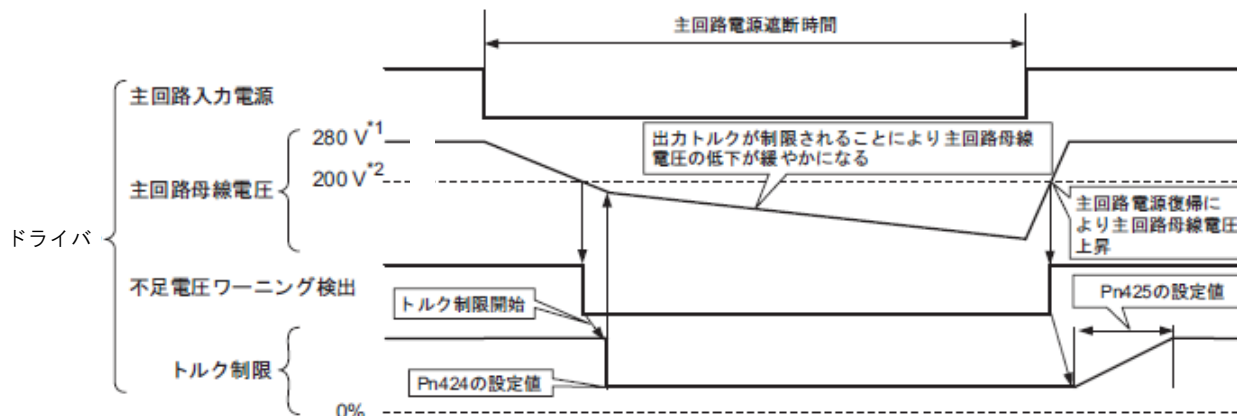 主回路電源遮断時間
主回路入力電源
280 V*1
出力トルクが制限されることにより主回路母線
電圧の低下が緩やかになる
200 V*2
主回路母線電圧
主回路電源復帰に
より主回路母線電圧
上昇
ドライバ
不足電圧ワーニング検出
トルク制限開始
Pn425の設定値
トルク制限
Pn424の設定値
0%